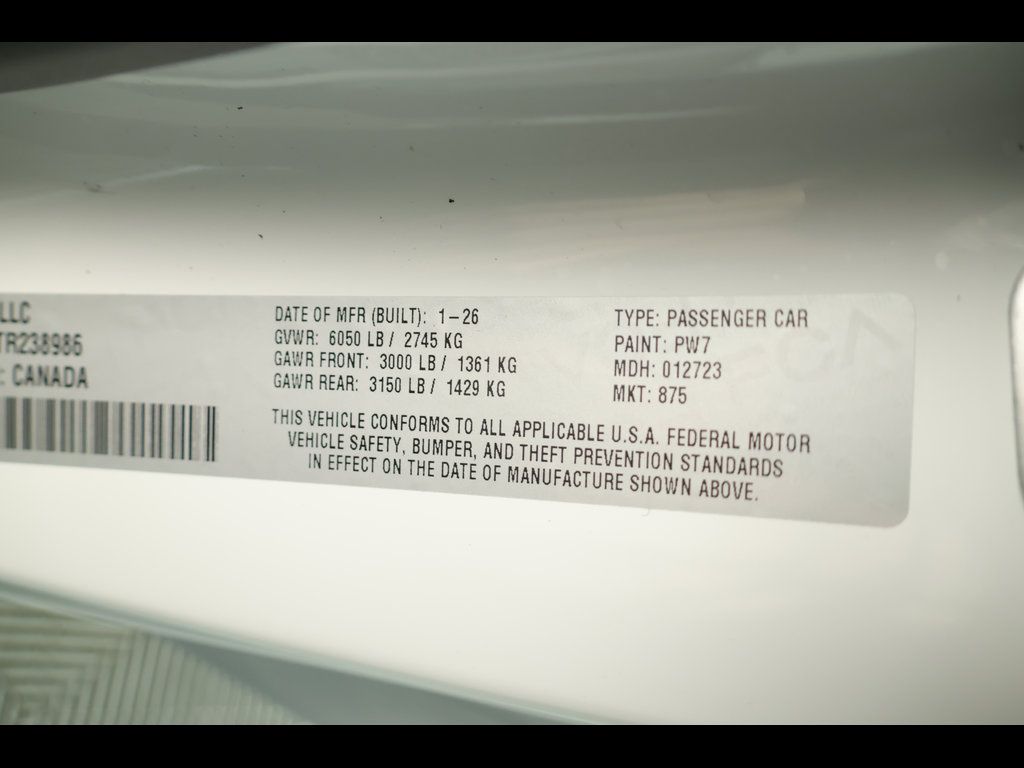 LLC
TR238986
: CANADA
DATE OF MFR (BUILT): 1-26
GVWR: 6050 LB / 2745 KG
GAWR FRONT: 3000 LB / 1361 KG
GAWR REAR: 3150 LB / 1429 KG
TYPE: PASSENGER CAR
PAINT: PW7
MDH: 012723
MKT: 875
THIS VEHICLE CONFORMS TO ALL APPLICABLE U.S.A. FEDERAL MOTOR
VEHICLE SAFETY, BUMPER, AND THEFT PREVENTION STANDARDS
IN EFFECT ON THE DATE OF MANUFACTURE SHOWN ABOVE.